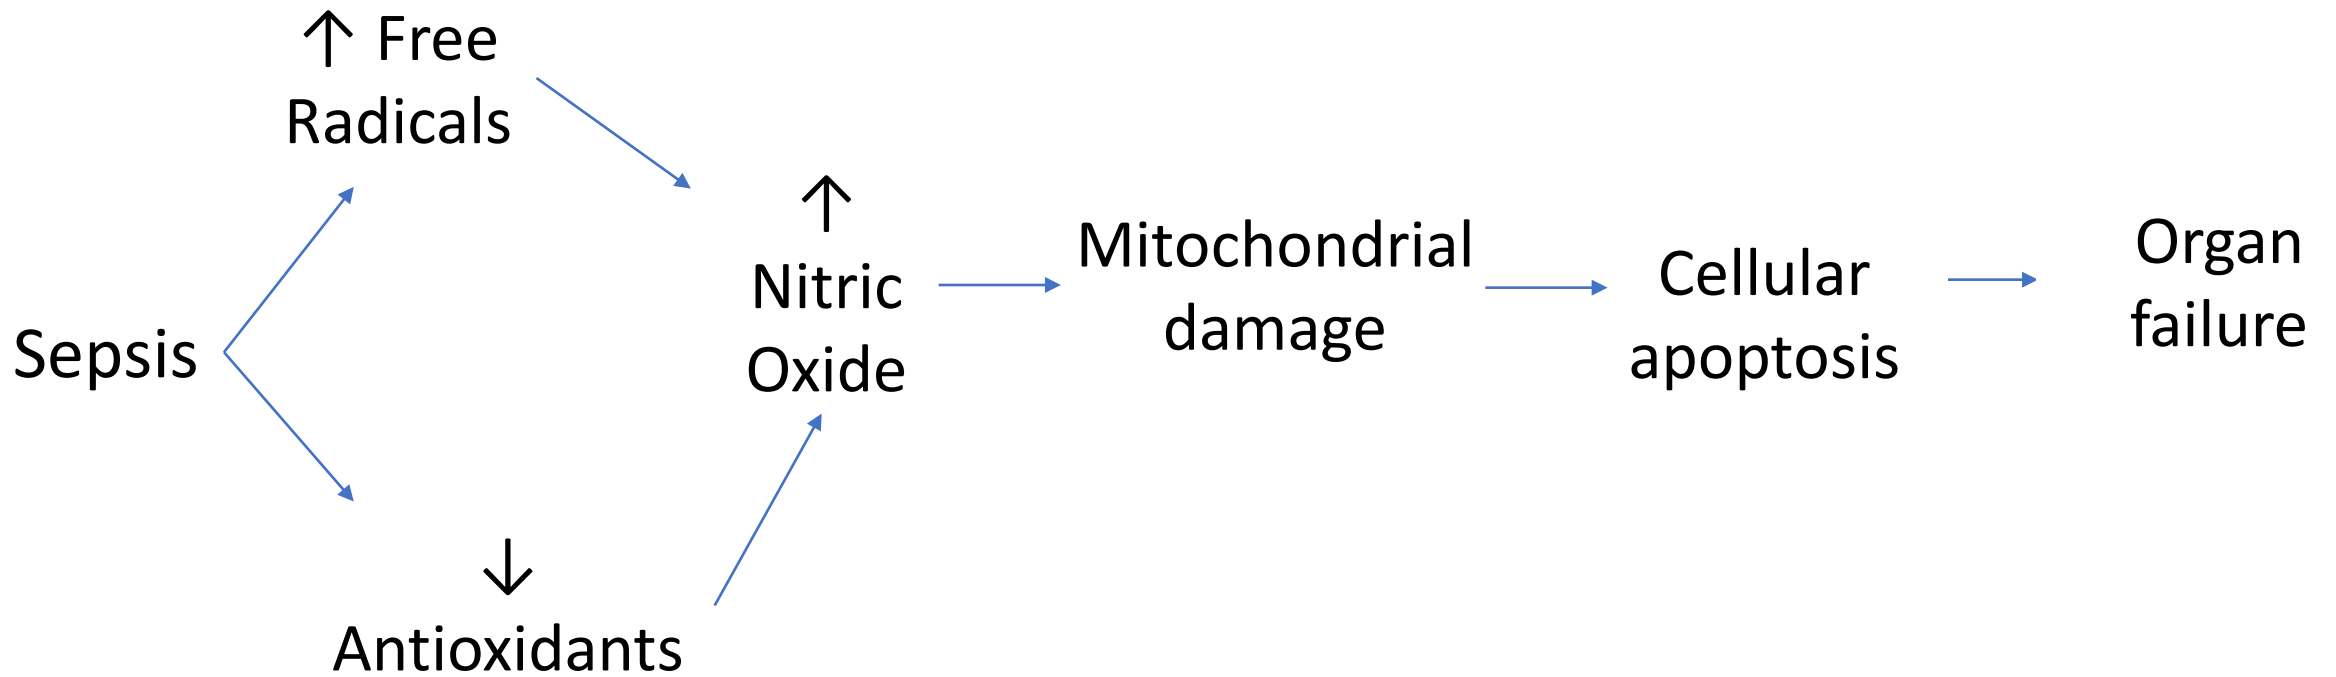 Sepsis
↑ Free
Radicals
↓
Antioxidants
↑
Nitric
Oxide
Mitochondrial
damage
Cellular
apoptosis
Organ
failure